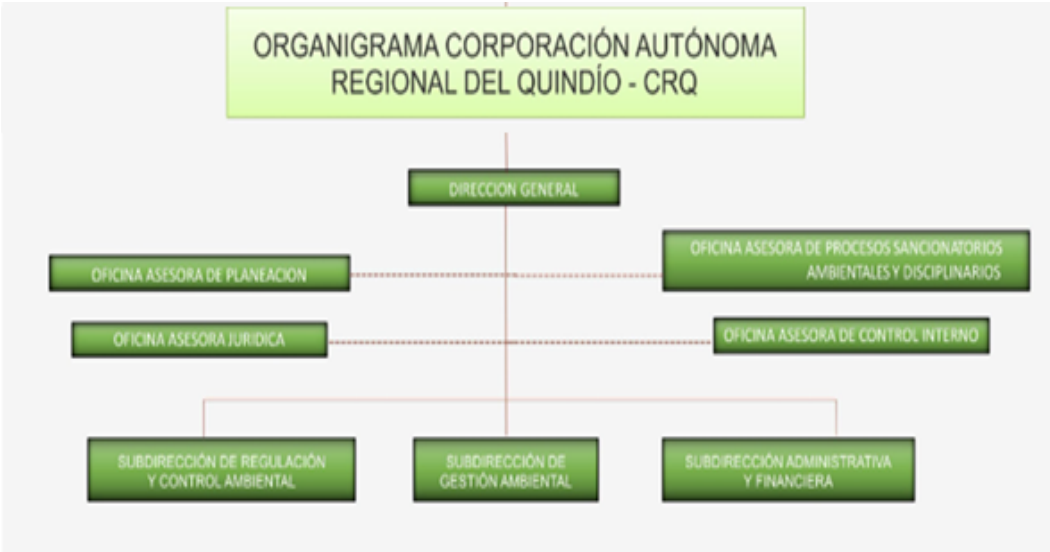 ORGANIGRAMA CORPORACIÓN AUTÓNOMA
REGIONAL DEL QUINDÍO - CRQ
DIRECCION GENERAL
OFICINA ASESORA DE PLANEACION
OFICINA ASESORA DE PROCESOS SANCIONATORIOS
AMBIENTALES Y DISCIPLINARIOS
OFICINA ASESORA JURIDICA
OFICINA ASESORA DE CONTROL INTERNO
SUBDIRECCIÓN DE REGULACIÓN
Y CONTROL AMBIENTAL
SUBDIRECCIÓN DE
GESTIÓN AMBIENTAL
SUBDIRECCIÓN ADMINISTRATIVA
Y FINANCIERA